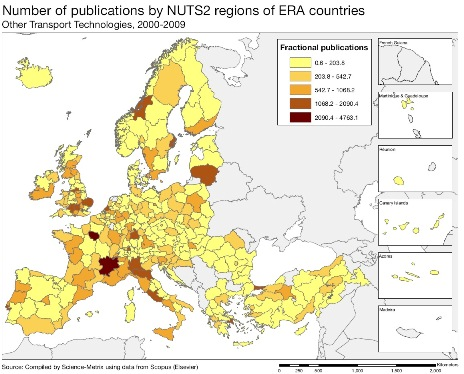 Number of publications by NUTS2 regions of ERA countries
Other Transport Technologies, 2000-2009
Fractional publications
0.6 - 203.8
203.8 - 542.7
542.7 - 1068.2
1068.2 - 2090.4
2090.4 - 4763.1
French Guiana
Martinique & Guadeloupe
Réunion
Canary Islands
Azores
Madeira
Source: Compiled by Science-Metrix using data from Scopus (Elsevier)
Kilometers
0 250 500 1,000 1,500 2,000